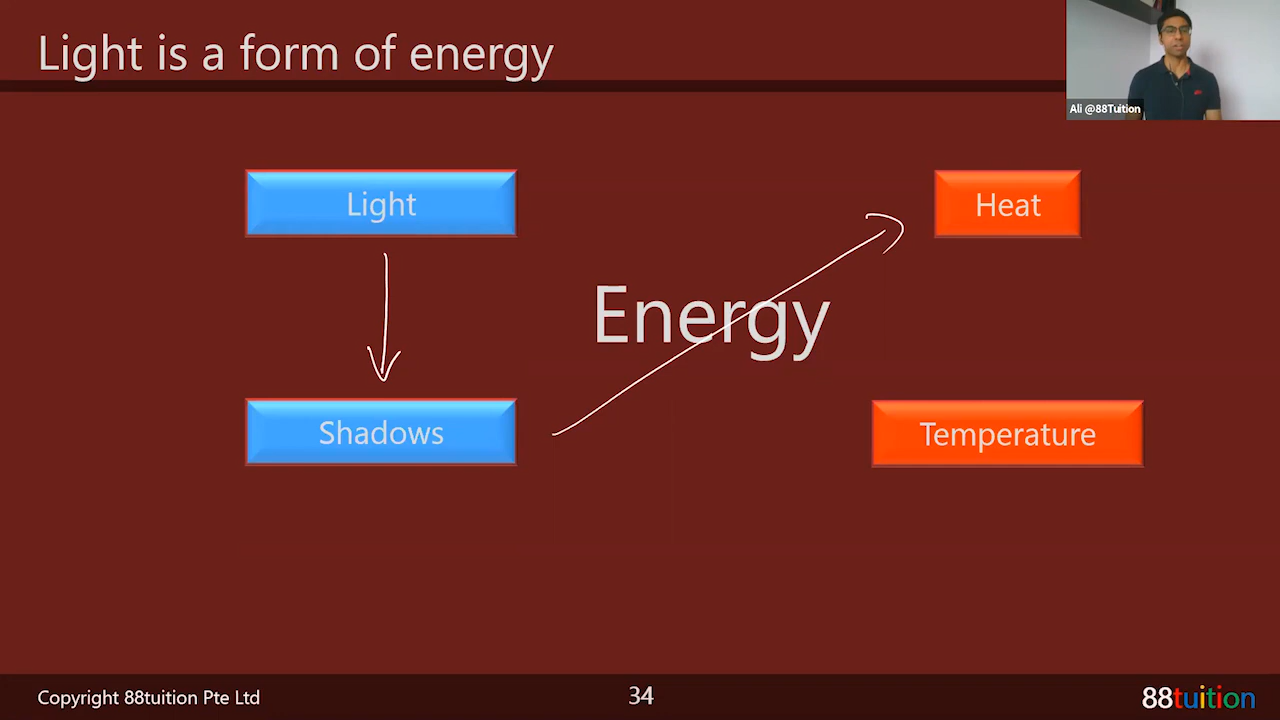 Light is a form of energy
Ali @88Tuition
Light
Heat
Energy
Shadows
Temperature
Copyright 88tuition Pte Ltd
34
88tuition